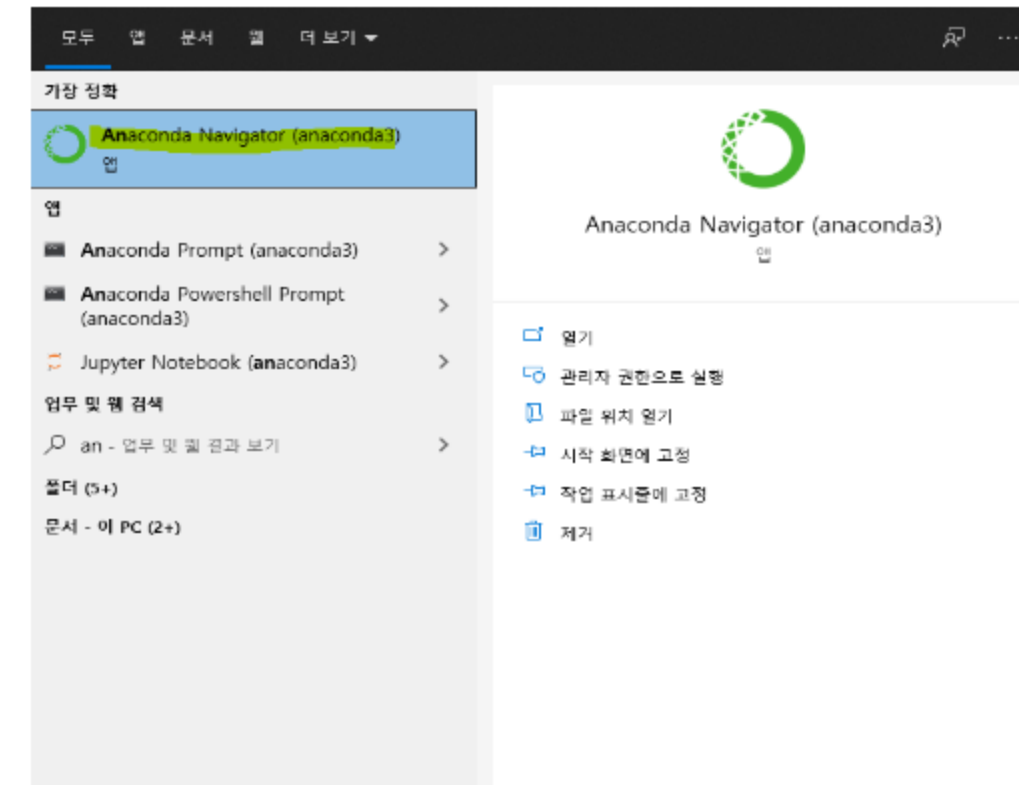 모두 앱 문서 웹 더 보기
가장 정확
Anaconda Navigator (anaconda3)
앱
앱
Anaconda Prompt (anaconda3)
Anaconda Powershell Prompt
(anaconda3)
Jupyter Notebook (anaconda3)
업무 및 웹 검색
an - 업무 및 웹 결과 보기
폴더 (5+)
문서 - 이 PC (2+)
Anaconda Navigator (anaconda3)
앱
열기
관리자 권한으로 실행
파일 위치 열기
시작 화면에 고정
작업 표시줄에 고정
제거